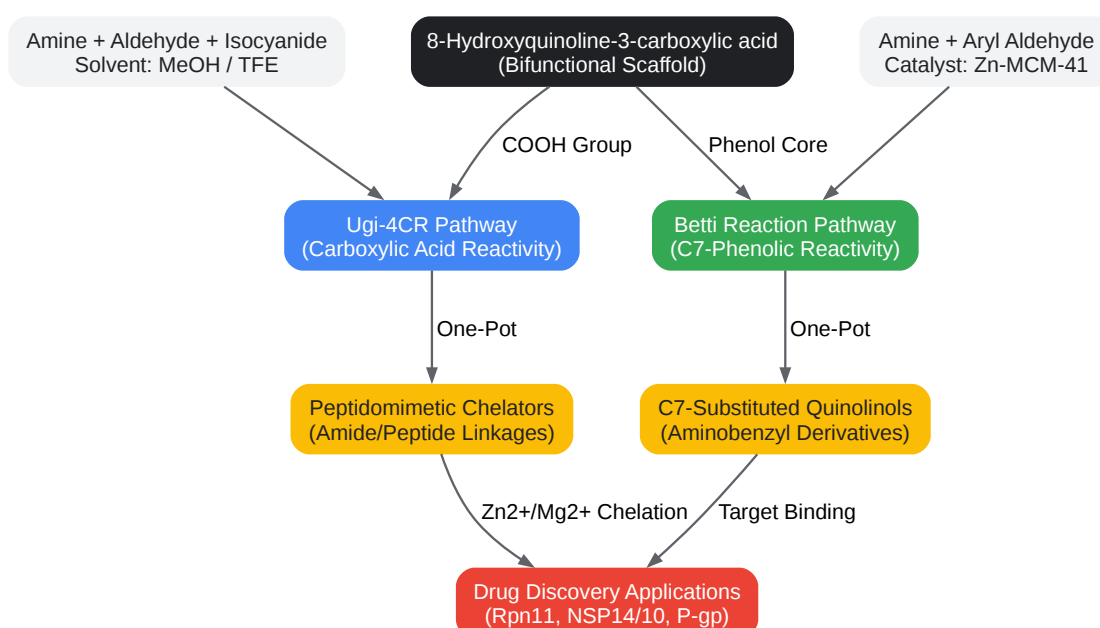 Amine + Aldehyde + Isocyanide
Solvent: MeOH / TFE
8-Hydroxyquinoline-3-carboxylic acid
(Bifunctional Scaffold)
Amine + Aryl Aldehyde
Catalyst: Zn-MCM-41
COOH Group
Phenol Core
Ugi-4CR Pathway
(Carboxylic Acid Reactivity)
Betti Reaction Pathway
(C7-Phenolic Reactivity)
One-Pot
One-Pot
Peptidomimetic Chelators
(Amide/Peptide Linkages)
C7-Substituted Quinolinols
(Aminobenzyl Derivatives)
Zn2+/Mg2+ Chelation
Target Binding
Drug Discovery Applications
(Rpn11, NSP14/10, P-gp)